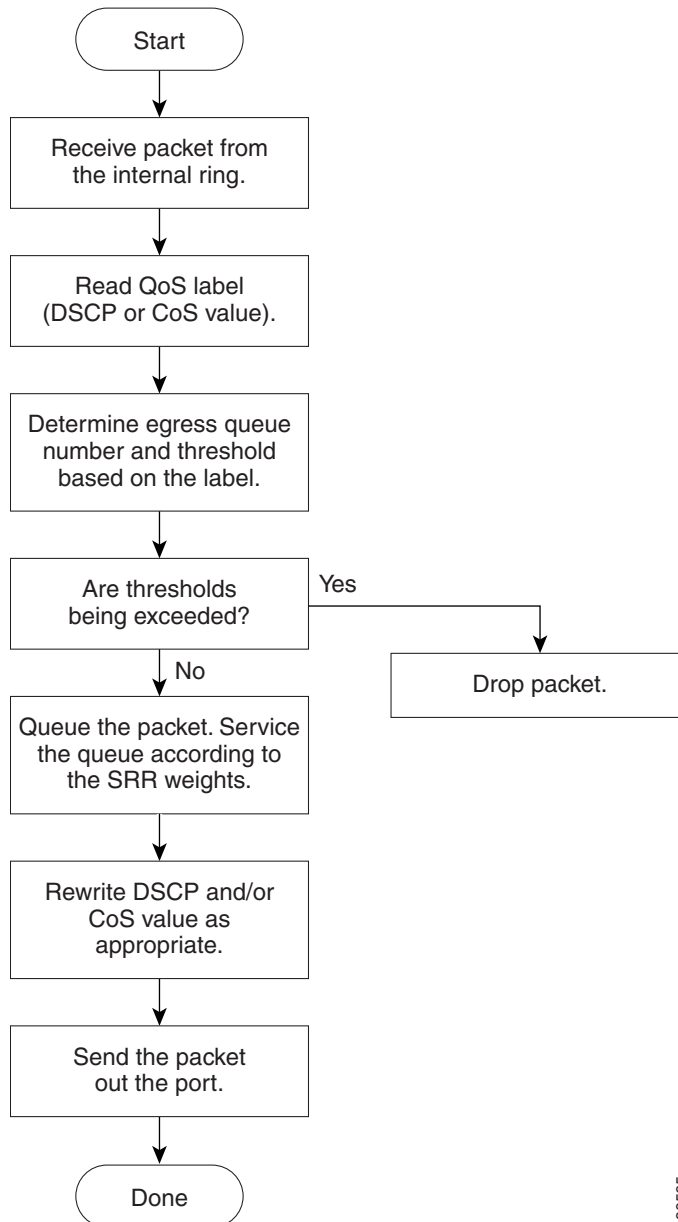 Start
Receive packet from
the internal ring.
Read QoS label
(DSCP or CoS value).
Determine egress queue
number and threshold
based on the label.
Are thresholds
being exceeded?
Yes
No
Drop packet.
Queue the packet. Service
the queue according to
the SRR weights.
Rewrite DSCP and/or
CoS value as
appropriate.
Send the packet
out the port.
Done